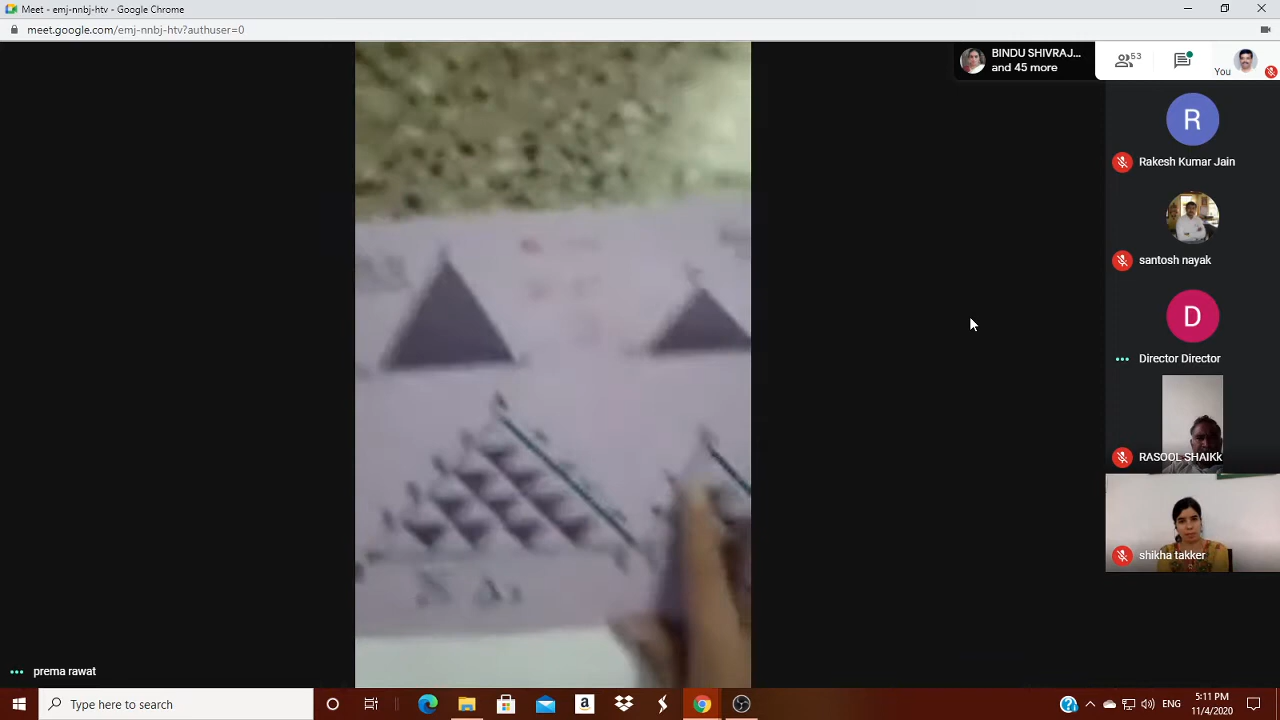 Meet - emj-nnbj-htv - Google Chrome
meet.google.com/emj-nnbj-htv?authuser=0
BINDU SHIVRAJ...
and 45 more
53
You
R
Rakesh Kumar Jain
santosh nayak
D
Director Director
RASOOL SHAIKk
shikha takker
prema rawat
Type here to search
ENG
5:11 PM
11/4/2020